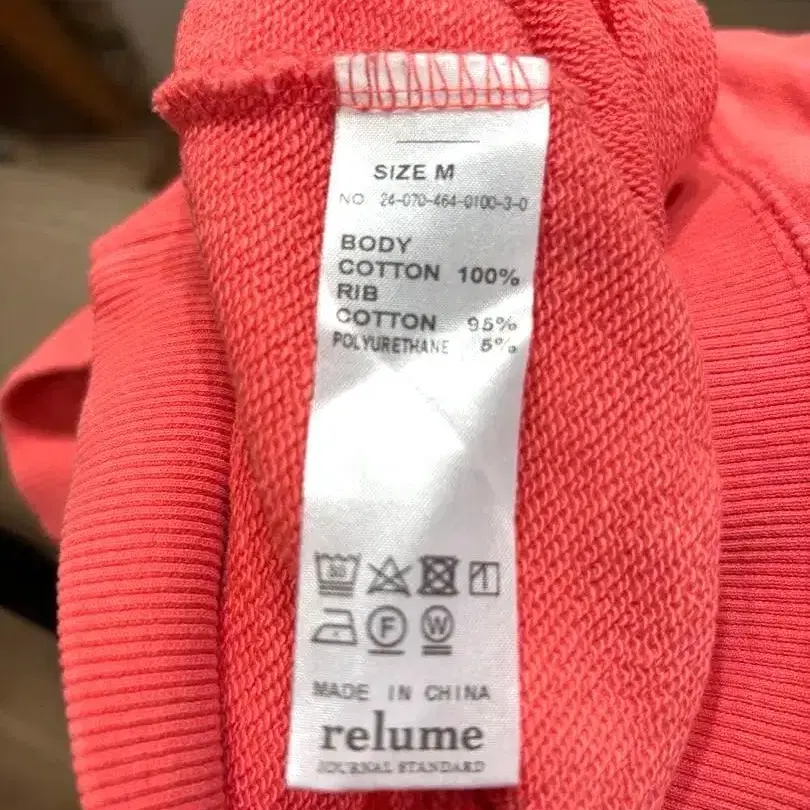 SIZE M
NO. 24-070-464-0100-3-0
BODY
COTTON 100%
RIB
COTTON 95%
POLYURETHANE 5%
F W
MADE IN CHINA
relume
JOURNAL STANDARD